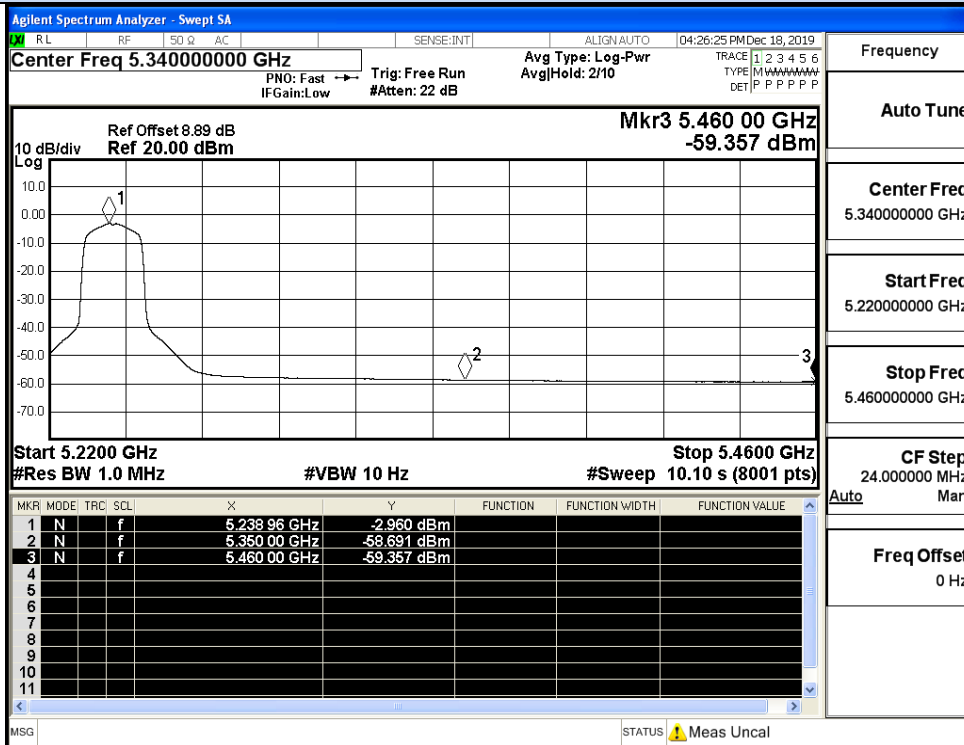 Agilent Spectrum Analyzer - Swept SA
LXI RL RF 50 Ω AC SENSE:INT ALIGN AUTO 04:26:25 PM Dec 18, 2019
Center Freq 5.340000000 GHz
PNO: Fast
IFGain:Low
Trig: Free Run
#Atten: 22 dB
Avg Type: Log-Pwr
Avg|Hold: 2/10
TRACE 1 2 3 4 5 6
TYPE M WWWWW
DET P P P P P P
Mkr3 5.460 00 GHz
-59.357 dBm
Ref Offset 8.89 dB
10 dB/div Ref 20.00 dBm
Log
10.0
0.00
-10.0
-20.0
-30.0
-40.0
-50.0
-60.0
-70.0
1
2
3
Start 5.2200 GHz Stop 5.4600 GHz
#Res BW 1.0 MHz #VBW 10 Hz #Sweep 10.10 s (8001 pts)
MKR MODE TRC SCL X Y FUNCTION FUNCTION WIDTH FUNCTION VALUE
1 N f 5.238 96 GHz -2.960 dBm
2 N f 5.350 00 GHz -58.691 dBm
3 N f 5.460 00 GHz -59.357 dBm
4
5
6
7
8
9
10
11
MSG STATUS Meas Uncal
Frequency
Auto Tune
Center Freq
5.340000000 GHz
Start Freq
5.220000000 GHz
Stop Freq
5.460000000 GHz
CF Step
24.000000 MHz
Auto Man
Freq Offset
0 Hz